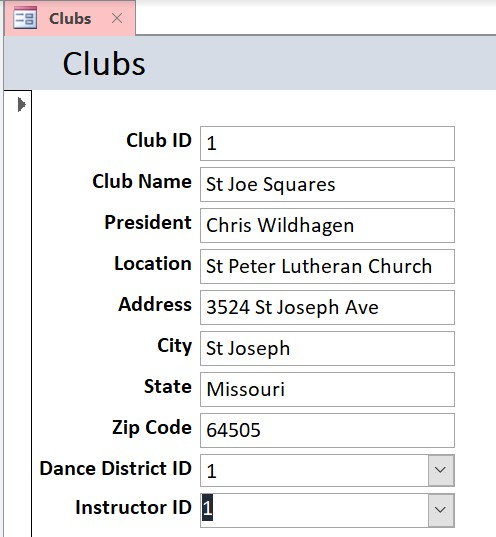 Clubs
Clubs
Club ID 1
Club Name St Joe Squares
President Chris Wildhagen
Location St Peter Lutheran Church
Address 3524 St Joseph Ave
City St Joseph
State Missouri
Zip Code 64505
Dance District ID 1
Instructor ID 1